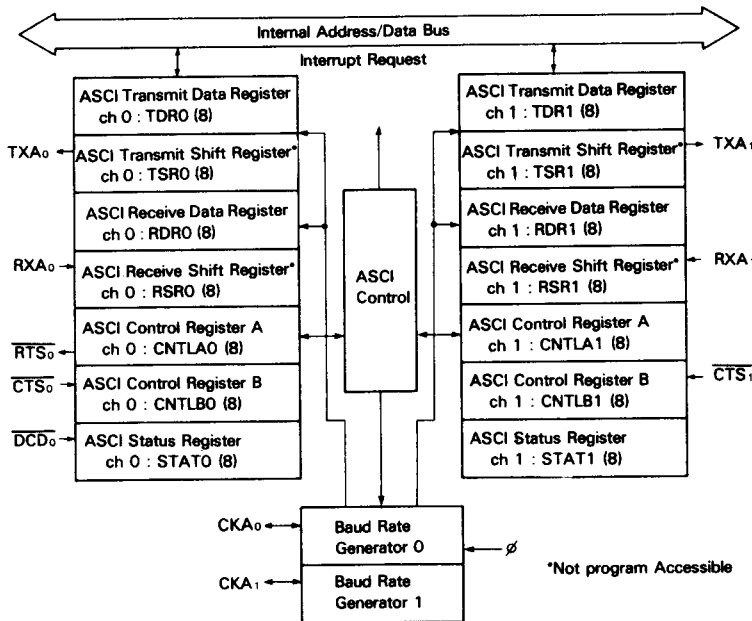 Internal Address/Data Bus
Interrupt Request
ASCI Transmit Data Register
ch 0 : TDR0 (8)
TXA₀
ASCI Transmit Shift Register*
ch 0 : TSR0 (8)
ASCI Receive Data Register
ch 0 : RDR0 (8)
RXA₀
ASCI Receive Shift Register*
ch 0 : RSR0 (8)
ASCI Control Register A
ch 0 : CNTLA0 (8)
RTS₀
ASCI Control Register B
ch 0 : CNTLB0 (8)
CTS₀
ASCI Status Register
ch 0 : STAT0 (8)
DCD₀
ASCI
Control
ASCI Transmit Data Register
ch 1 : TDR1 (8)
ASCI Transmit Shift Register*
ch 1 : TSR1 (8)
TXA₁
ASCI Receive Data Register
ch 1 : RDR1 (8)
ASCI Receive Shift Register*
ch 1 : RSR1 (8)
RXA
ASCI Control Register A
ch 1 : CNTLA1 (8)
ASCI Control Register B
ch 1 : CNTLB1 (8)
CTS₁
ASCI Status Register
ch 1 : STAT1 (8)
CKA₀
Baud Rate
Generator 0
ø
CKA₁
Baud Rate
Generator 1
*Not program Accessible